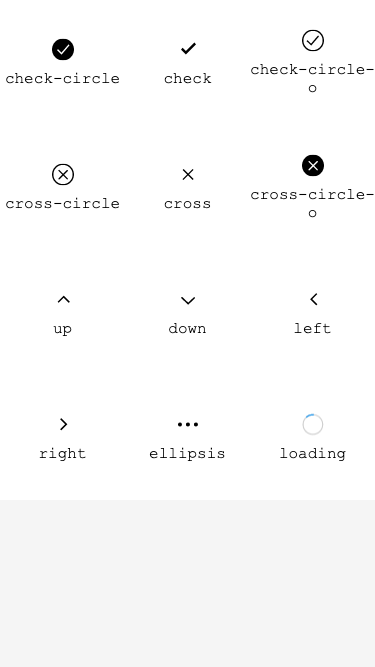 check-circle
check
check-circle-
o
cross-circle
cross
cross-circle-
o
up
down
left
right
ellipsis
loading